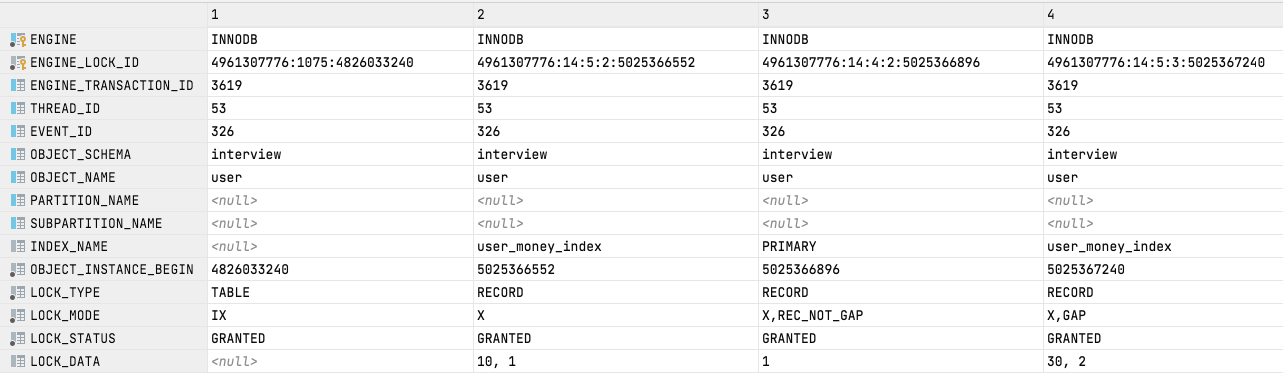 1 2 3 4
ENGINE INNODB INNODB INNODB INNODB
ENGINE_LOCK_ID 4961307776:1075:4826033240 4961307776:14:5:2:5025366552 4961307776:14:4:2:5025366896 4961307776:14:5:3:5025367240
ENGINE_TRANSACTION_ID 3619 3619 3619 3619
THREAD_ID 53 53 53 53
EVENT_ID 326 326 326 326
OBJECT_SCHEMA interview interview interview interview
OBJECT_NAME user user user user
PARTITION_NAME <null> <null> <null> <null>
SUBPARTITION_NAME <null> <null> <null> <null>
INDEX_NAME <null> user_money_index PRIMARY user_money_index
OBJECT_INSTANCE_BEGIN 4826033240 5025366552 5025366896 5025367240
LOCK_TYPE TABLE RECORD RECORD RECORD
LOCK_MODE IX X X,REC_NOT_GAP X,GAP
LOCK_STATUS GRANTED GRANTED GRANTED GRANTED
LOCK_DATA <null> 10, 1 1 30, 2